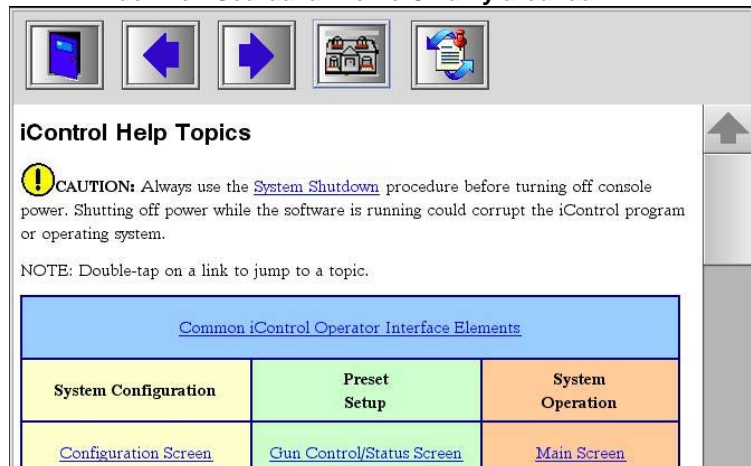 iControl Help Topics
CAUTION: Always use the System Shutdown procedure before turning off console
power. Shutting off power while the software is running could corrupt the iControl program
or operating system.
NOTE: Double-tap on a link to jump to a topic.
Common iControl Operator Interface Elements
System Configuration
Preset
Setup
System
Operation
Configuration Screen
Gun Control/Status Screen
Main Screen